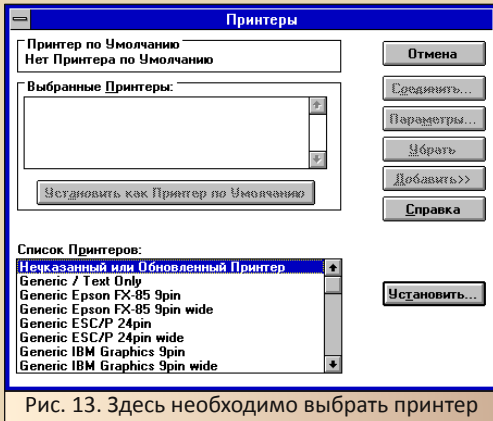 Принтеры
Принтер по Умолчанию
Нет Принтера по Умолчанию
Выбранные Принтеры:
Установить как Принтер по Умолчанию
Отмена
Соединить...
Параметры...
Убрать
Добавить>>
Справка
Список Принтеров:
Неуказанный или Обновленный Принтер
Generic / Text Only
Generic Epson FX-85 9pin
Generic Epson FX-85 9pin wide
Generic ESC/P 24pin
Generic ESC/P 24pin wide
Generic IBM Graphics 9pin
Generic IBM Graphics 9pin wide
Установить...
Рис. 13. Здесь необходимо выбрать принтер